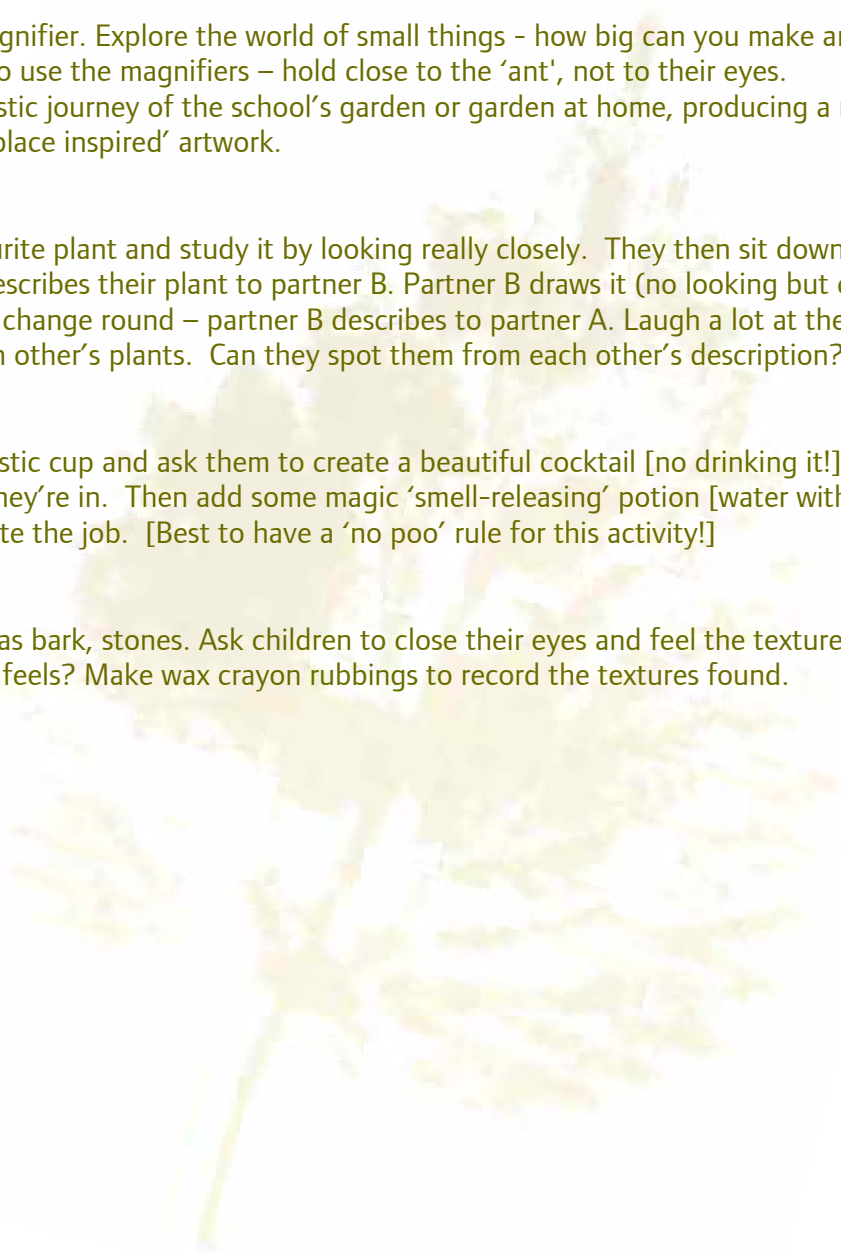 gnifier. Explore the world of small things - how big can you make an
o use the magnifiers – hold close to the ‘ant', not to their eyes.
stic journey of the school’s garden or garden at home, producing a
place inspired’ artwork.
urite plant and study it by looking really closely.  They then sit down
escribes their plant to partner B. Partner B draws it (no looking but
change round – partner B describes to partner A. Laugh a lot at the
other’s plants.  Can they spot them from each other’s description?
stic cup and ask them to create a beautiful cocktail [no drinking it!]
hey’re in.  Then add some magic ‘smell-releasing’ potion [water with
te the job.  [Best to have a ‘no poo’ rule for this activity!]
as bark, stones. Ask children to close their eyes and feel the texture
feels? Make wax crayon rubbings to record the textures found.